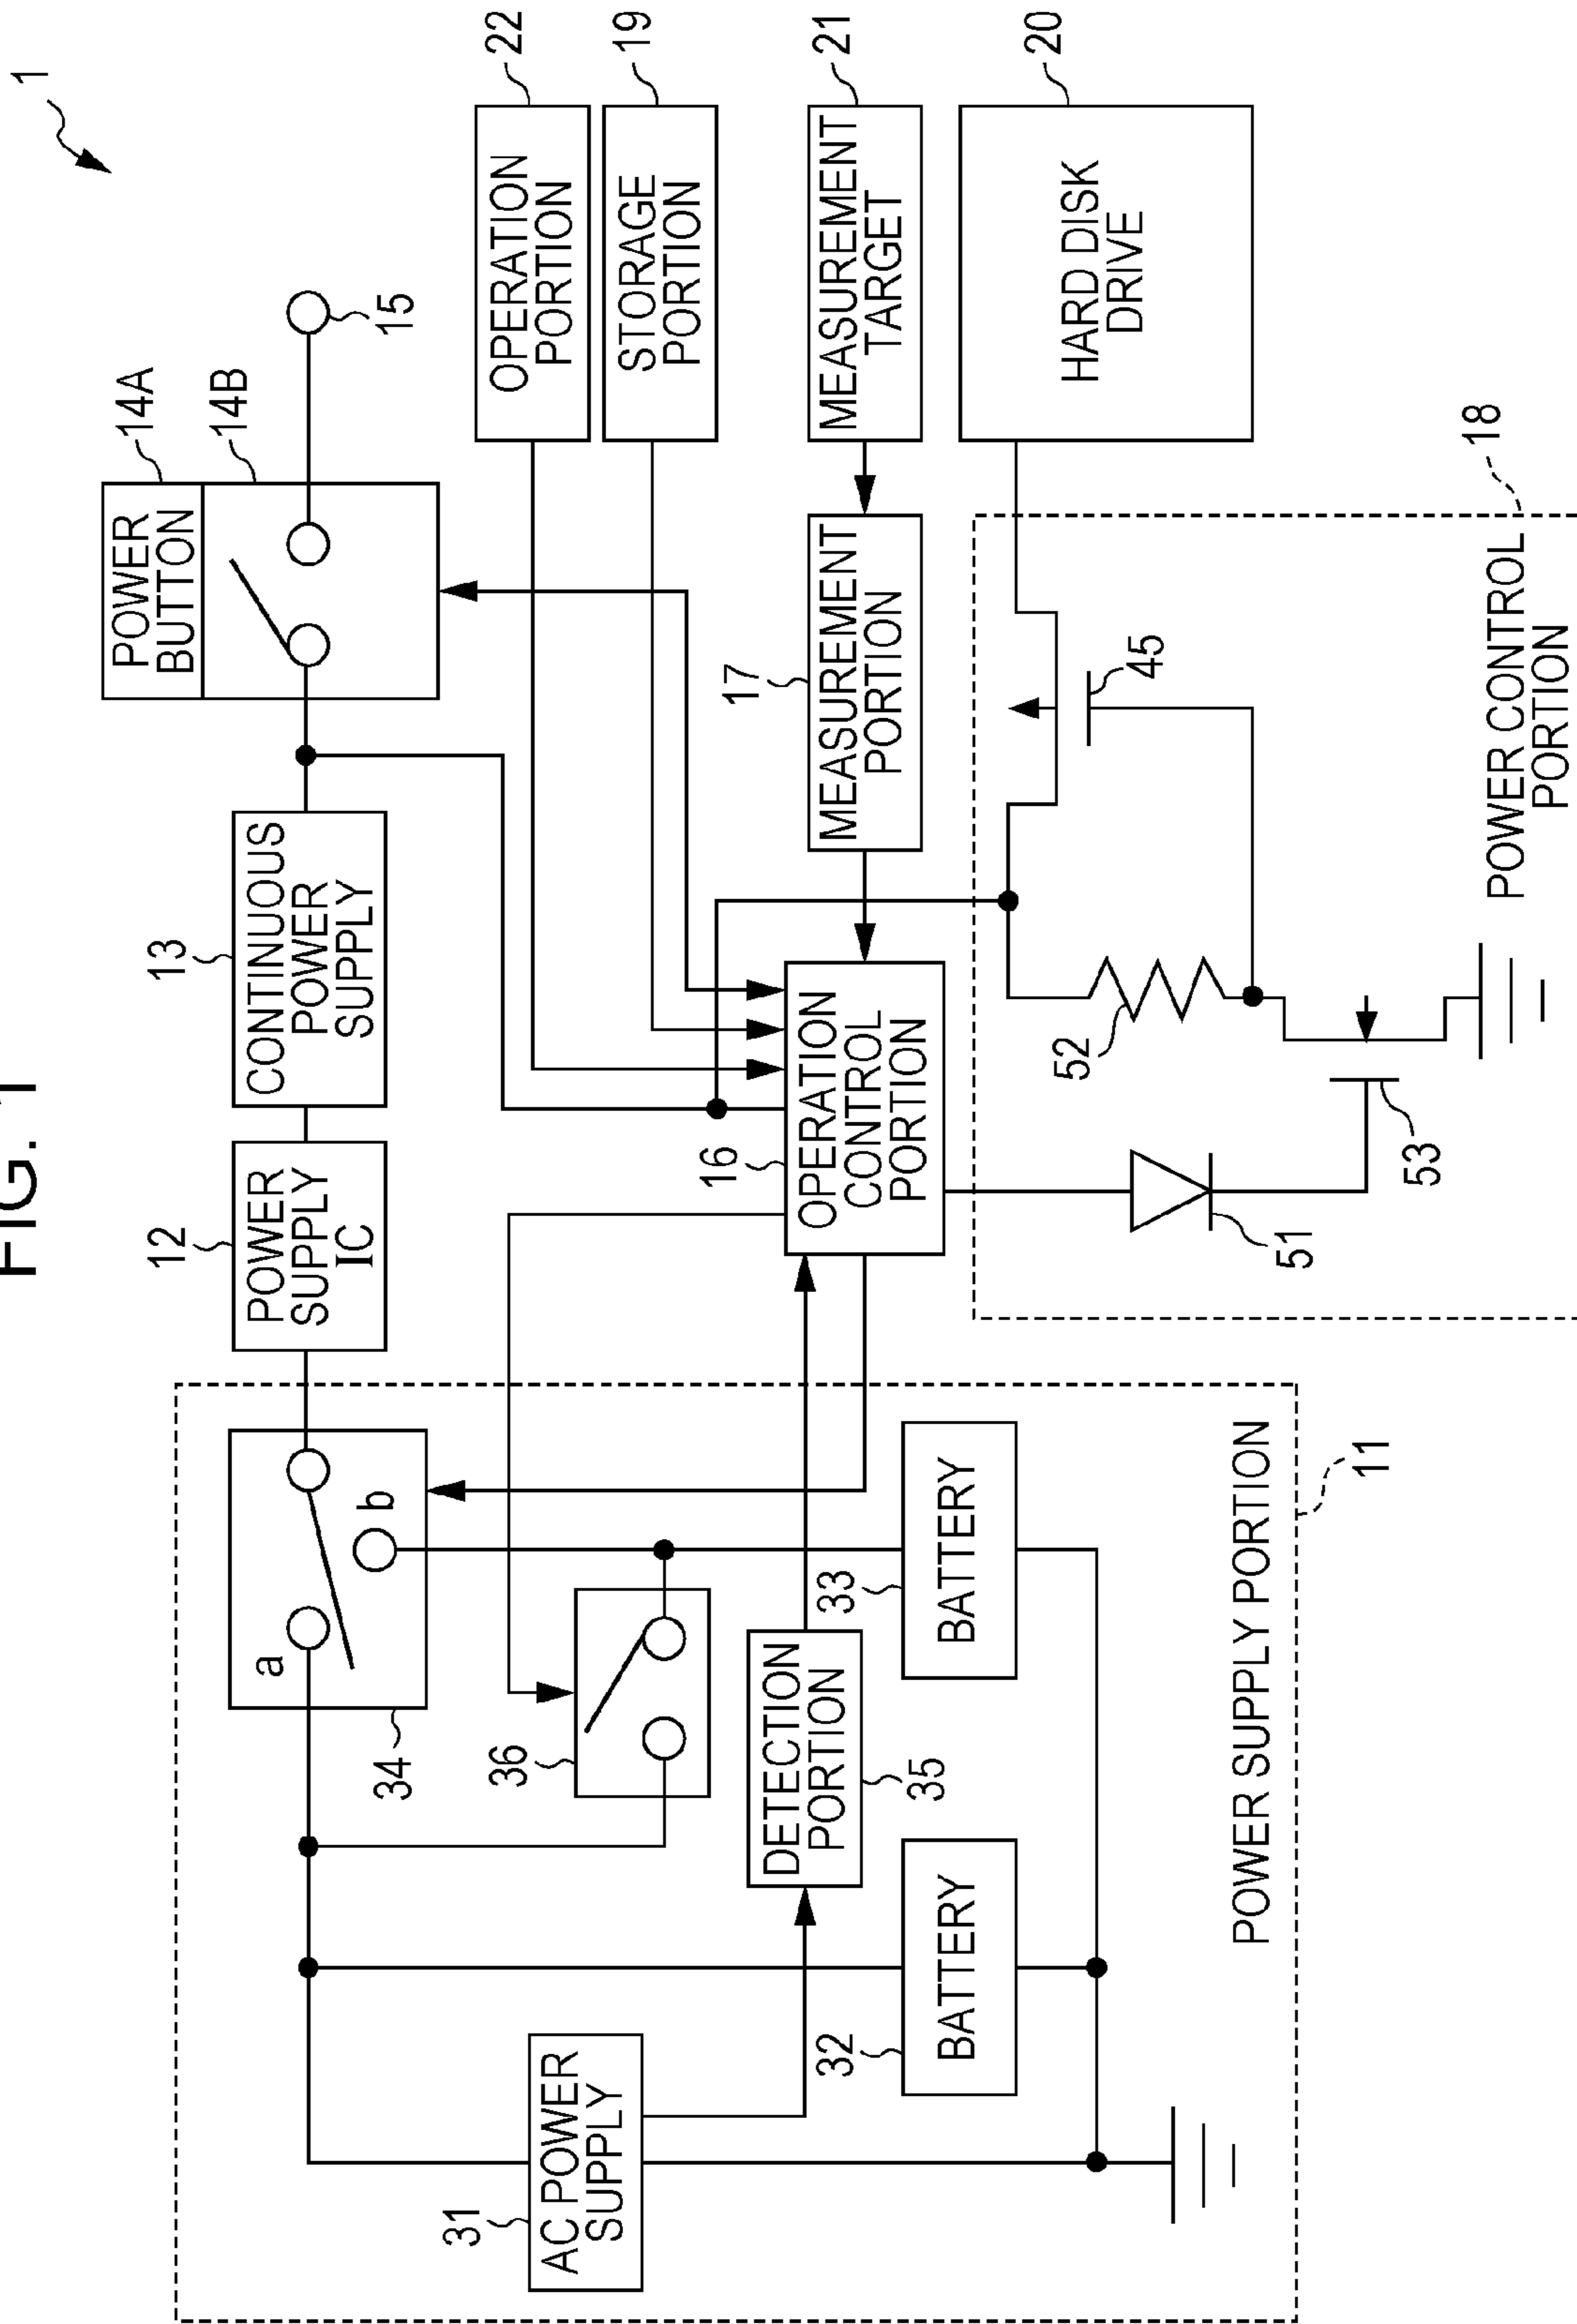 FIG. 1
1
POWER
BUTTON
14A
14B
15
13
CONTINUOUS
POWER
SUPPLY
12
POWER
SUPPLY
IC
a
b
34
22
OPERATION
PORTION
19
STORAGE
PORTION
21
MEASUREMENT
TARGET
20
HARD DISK
DRIVE
17
MEASUREMENT
PORTION
16
OPERATION
CONTROL
PORTION
36
35
DETECTION
PORTION
31
AC POWER
SUPPLY
32
BATTERY
33
BATTERY
POWER SUPPLY PORTION
11
45
52
51
53
18
POWER CONTROL
PORTION